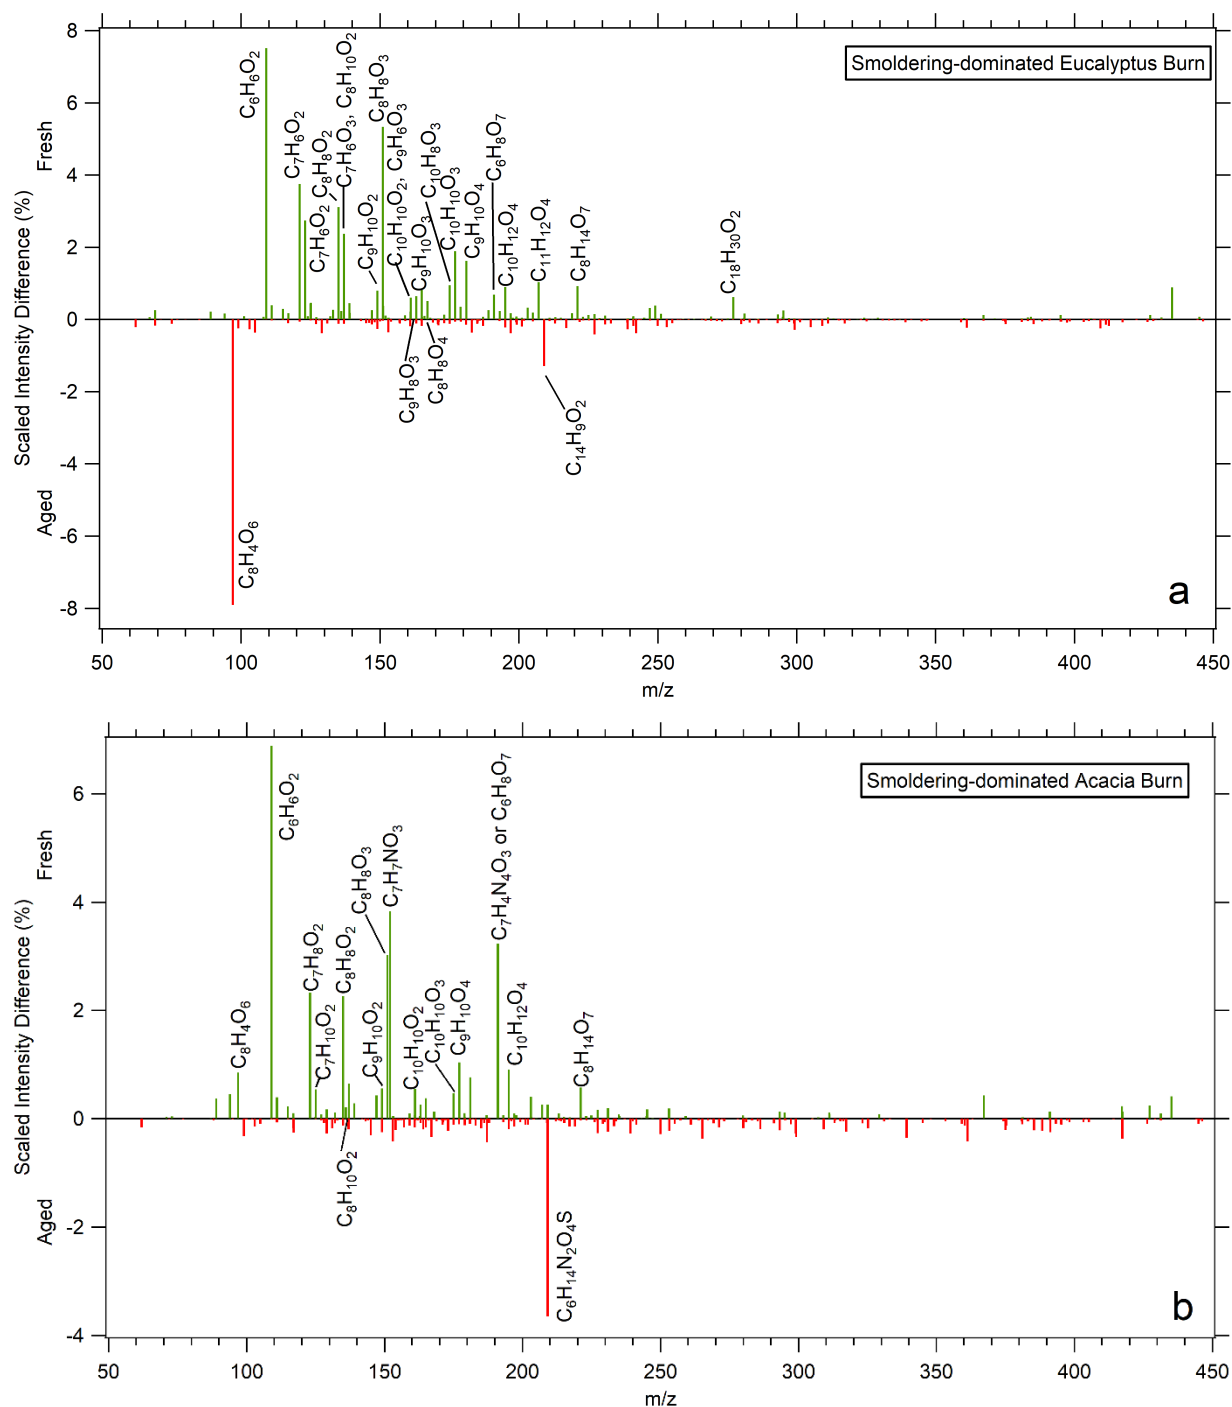 Smoldering-dominated Eucalyptus Burn
8
6
4
2
0
-2
-4
-6
-8
Fresh
Scaled Intensity Difference (%)
Aged
C₆H₆O₂
C₇H₆O₂
C₇H₆O₂
C₈H₈O₂
C₇H₆O₃, C₈H₁₀O₂
C₈H₈O₃
C₉H₁₀O₂
C₁₀H₁₀O₂, C₉H₆O₃
C₉H₁₀O₃
C₁₀H₈O₃
C₁₀H₁₀O₃
C₉H₁₀O₄
C₆H₈O₇
C₁₀H₁₂O₄
C₁₁H₁₂O₄
C₈H₁₄O₇
C₁₈H₃₀O₂
C₈H₄O₆
C₉H₈O₃
C₈H₈O₄
C₁₄H₉O₂
a
50 100 150 200 250 300 350 400 450
m/z
Smoldering-dominated Acacia Burn
6
4
2
0
-2
-4
Fresh
Scaled Intensity Difference (%)
Aged
C₈H₄O₆
C₆H₆O₂
C₇H₈O₂
C₇H₁₀O₂
C₈H₈O₂
C₈H₈O₃
C₇H₇NO₃
C₉H₁₀O₂
C₁₀H₁₀O₂
C₁₀H₁₀O₃
C₉H₁₀O₄
C₇H₄N₄O₃ or C₆H₈O₇
C₁₀H₁₂O₄
C₈H₁₄O₇
C₈H₁₀O₂
C₆H₁₄N₂O₄S
b
50 100 150 200 250 300 350 400 450
m/z